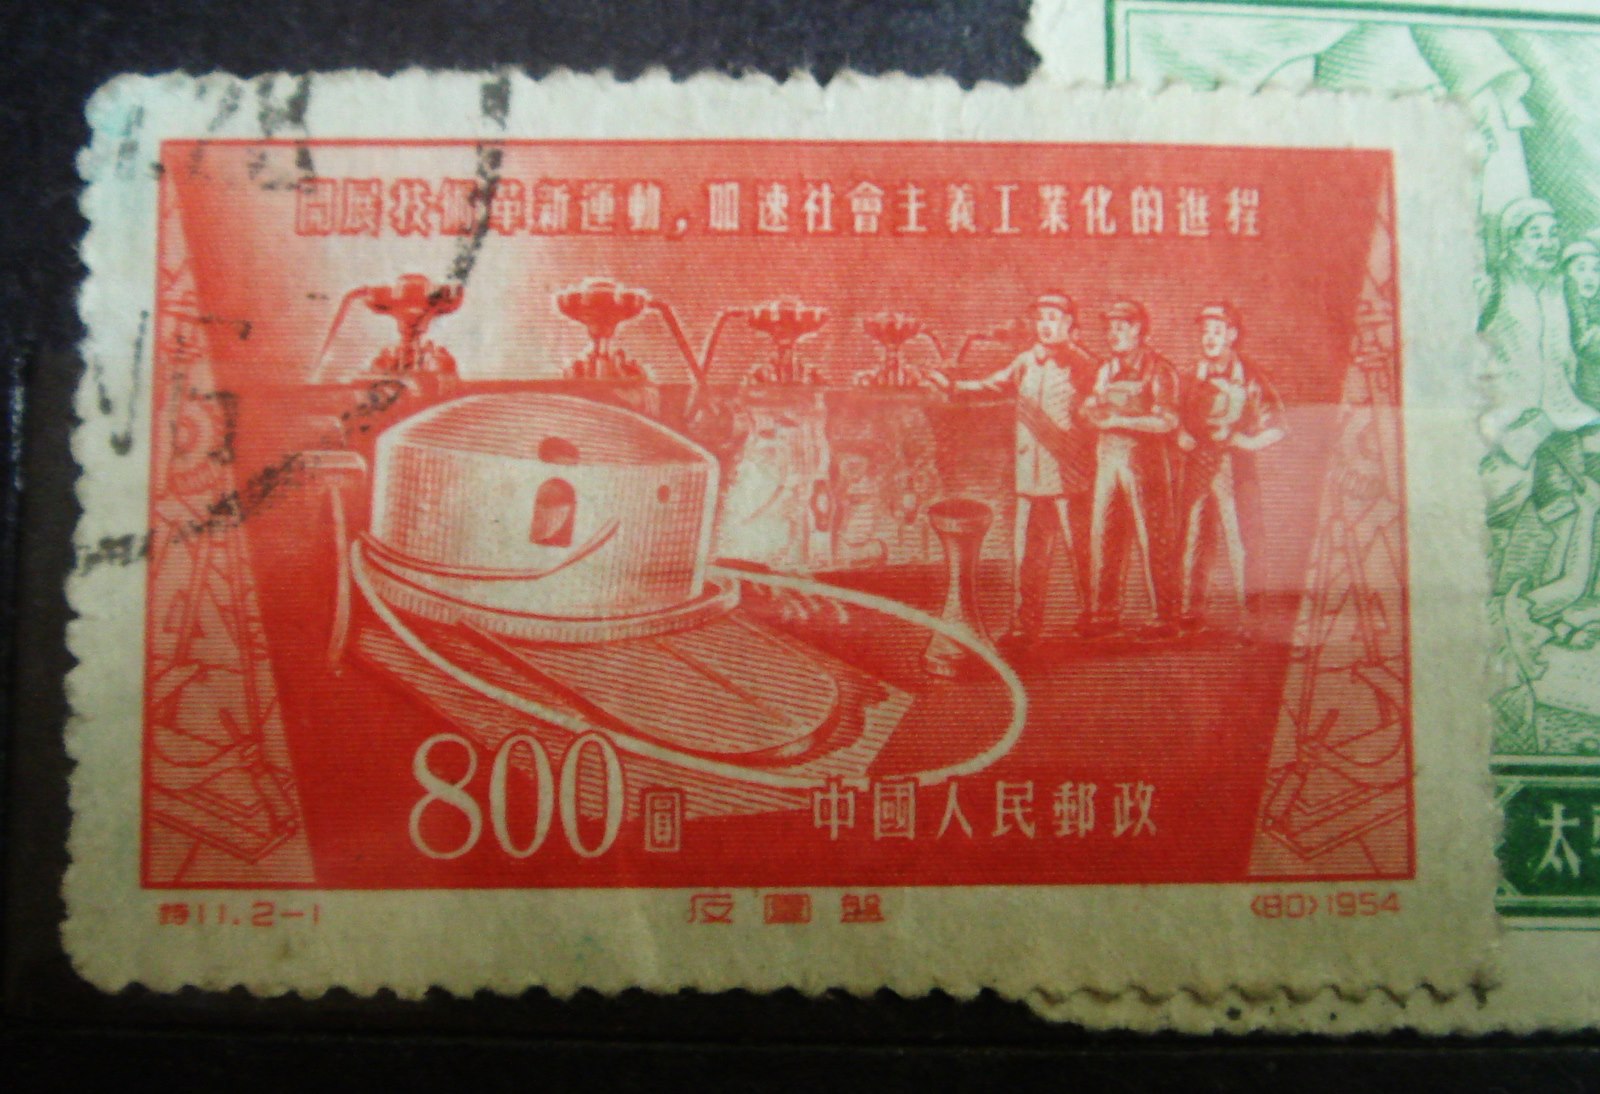 開展技術革新運動，加速社會主義工業化的進程
800圓
中國人民郵政
特11.2-1
反圍盤
(80)1954
太